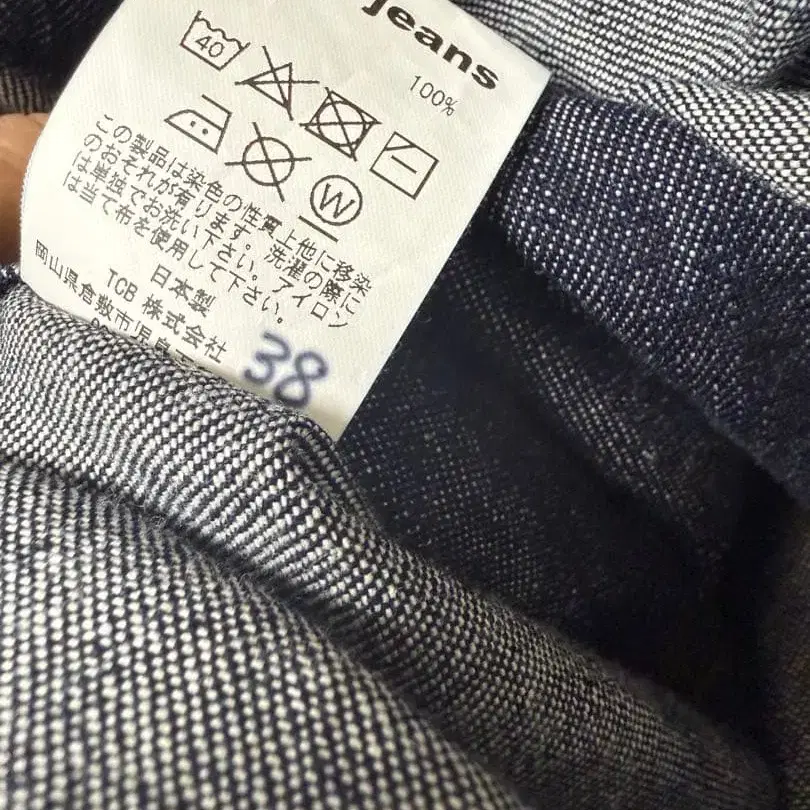 jeans
100%
40
W
この製品は染色の性質上他に移染
のおそれが有ります。洗濯の際に
は単独でお洗い下さい。アイロン
は当て布を使用して下さい。
日本製
TCB 株式会社
岡山県倉敷市児島
38